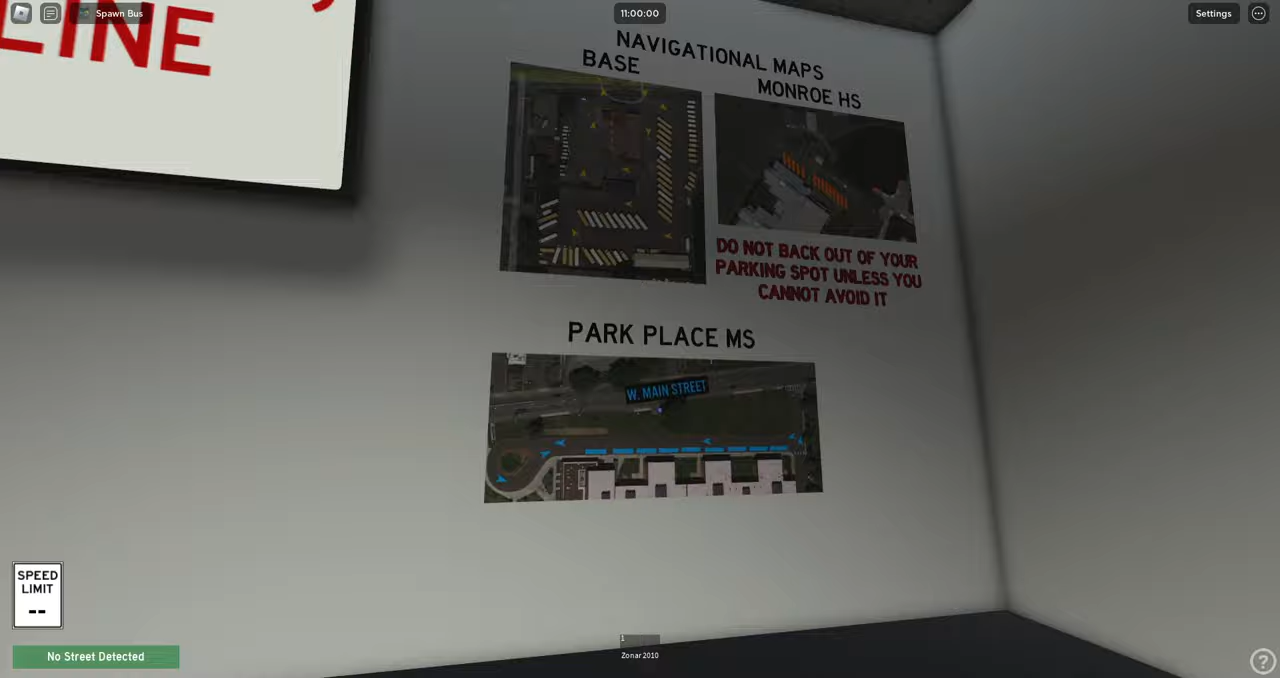 Spawn Bus
11:00:00
Settings
LINE
NAVIGATIONAL MAPS
BASE
MONROE HS
DO NOT BACK OUT OF YOUR
PARKING SPOT UNLESS YOU
CANNOT AVOID IT
PARK PLACE MS
W. MAIN STREET
SPEED
LIMIT
--
No Street Detected
1
Zonar 2010
?